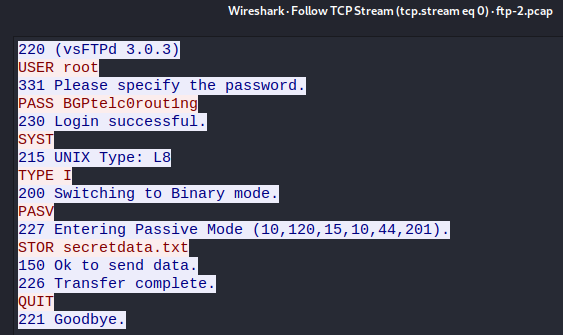 Wireshark · Follow TCP Stream (tcp.stream eq 0) · ftp-2.pcap
220 (vsFTPd 3.0.3)
USER root
331 Please specify the password.
PASS BGPtelc0rout1ng
230 Login successful.
SYST
215 UNIX Type: L8
TYPE I
200 Switching to Binary mode.
PASV
227 Entering Passive Mode (10,120,15,10,44,201).
STOR secretdata.txt
150 Ok to send data.
226 Transfer complete.
QUIT
221 Goodbye.